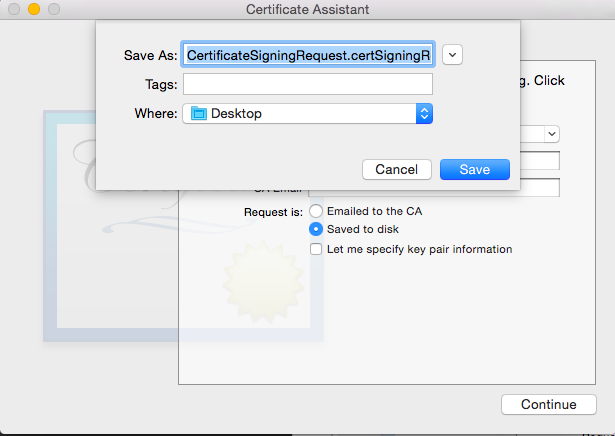 Certificate Assistant
Save As: CertificateSigningRequest.certSigningR
g. Click
Tags:
Where: Desktop
Cancel Save
CA Email
Request is: Emailed to the CA
Saved to disk
Let me specify key pair information
Continue